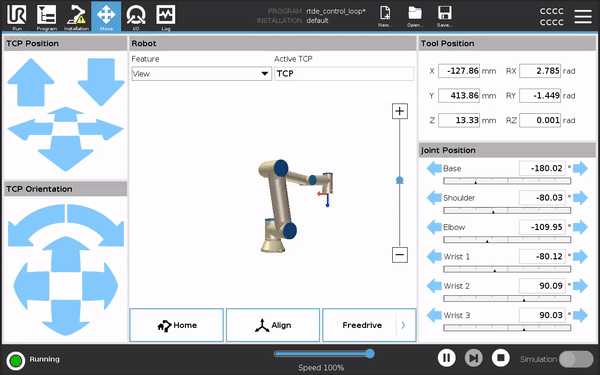 PROGRAM rtde_control_loop*
INSTALLATION default
CCCC
CCCC
UR
Run
Program
Installation
Move
I/O
Log
New...
Open...
Save...
TCP Position
Robot
Feature
Active TCP
View
TCP
TCP Orientation
Home
Align
Freedrive
Tool Position
X -127.86 mm RX 2.785 rad
Y 413.86 mm RY -1.449 rad
Z 13.33 mm RZ 0.001 rad
Joint Position
Base -180.02 °
Shoulder -80.03 °
Elbow -109.95 °
Wrist 1 -80.12 °
Wrist 2 90.09 °
Wrist 3 90.03 °
Running
Speed 100%
Simulation